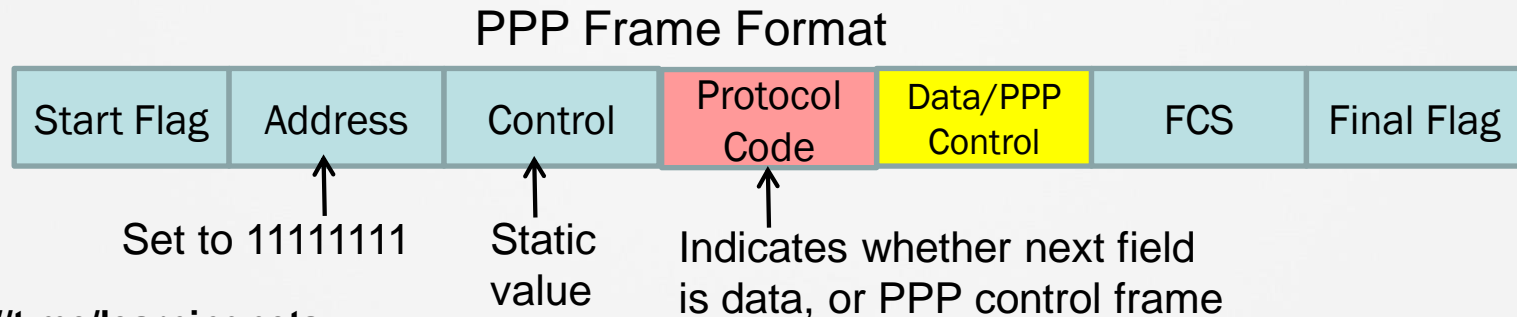 PPP Frame Format
Start Flag Address Control Protocol Code Data/PPP Control FCS Final Flag
Set to 11111111
Static value
Indicates whether next field
is data, or PPP control frame